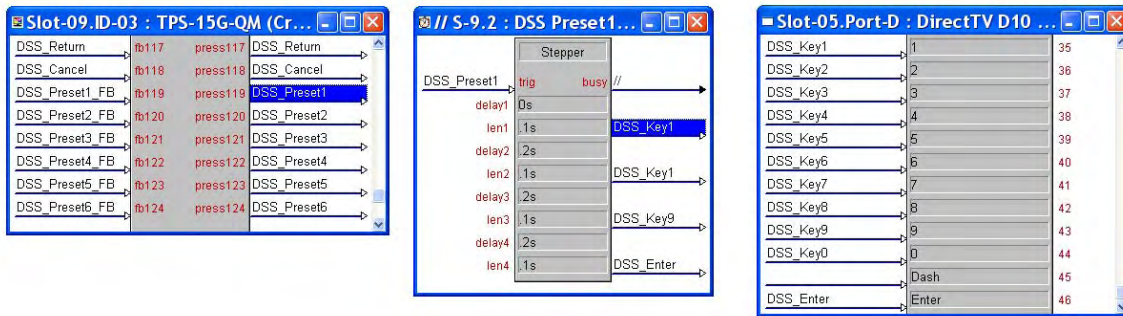 Slot-09.ID-03 : TPS-15G-QM (Cr...
DSS_Return fb117 press117 DSS_Return
DSS_Cancel fb118 press118 DSS_Cancel
DSS_Preset1_FB fb119 press119 DSS_Preset1
DSS_Preset2_FB fb120 press120 DSS_Preset2
DSS_Preset3_FB fb121 press121 DSS_Preset3
DSS_Preset4_FB fb122 press122 DSS_Preset4
DSS_Preset5_FB fb123 press123 DSS_Preset5
DSS_Preset6_FB fb124 press124 DSS_Preset6
// S-9.2 : DSS Preset1...
Stepper
DSS_Preset1 trig busy //
delay1 0s
len1 .1s DSS_Key1
delay2 .2s
len2 .1s DSS_Key1
delay3 .2s
len3 .1s DSS_Key9
delay4 .2s
len4 .1s DSS_Enter
Slot-05.Port-D : DirectTV D10 ...
DSS_Key1 1 35
DSS_Key2 2 36
DSS_Key3 3 37
DSS_Key4 4 38
DSS_Key5 5 39
DSS_Key6 6 40
DSS_Key7 7 41
DSS_Key8 8 42
DSS_Key9 9 43
DSS_Key0 0 44
Dash 45
DSS_Enter Enter 46